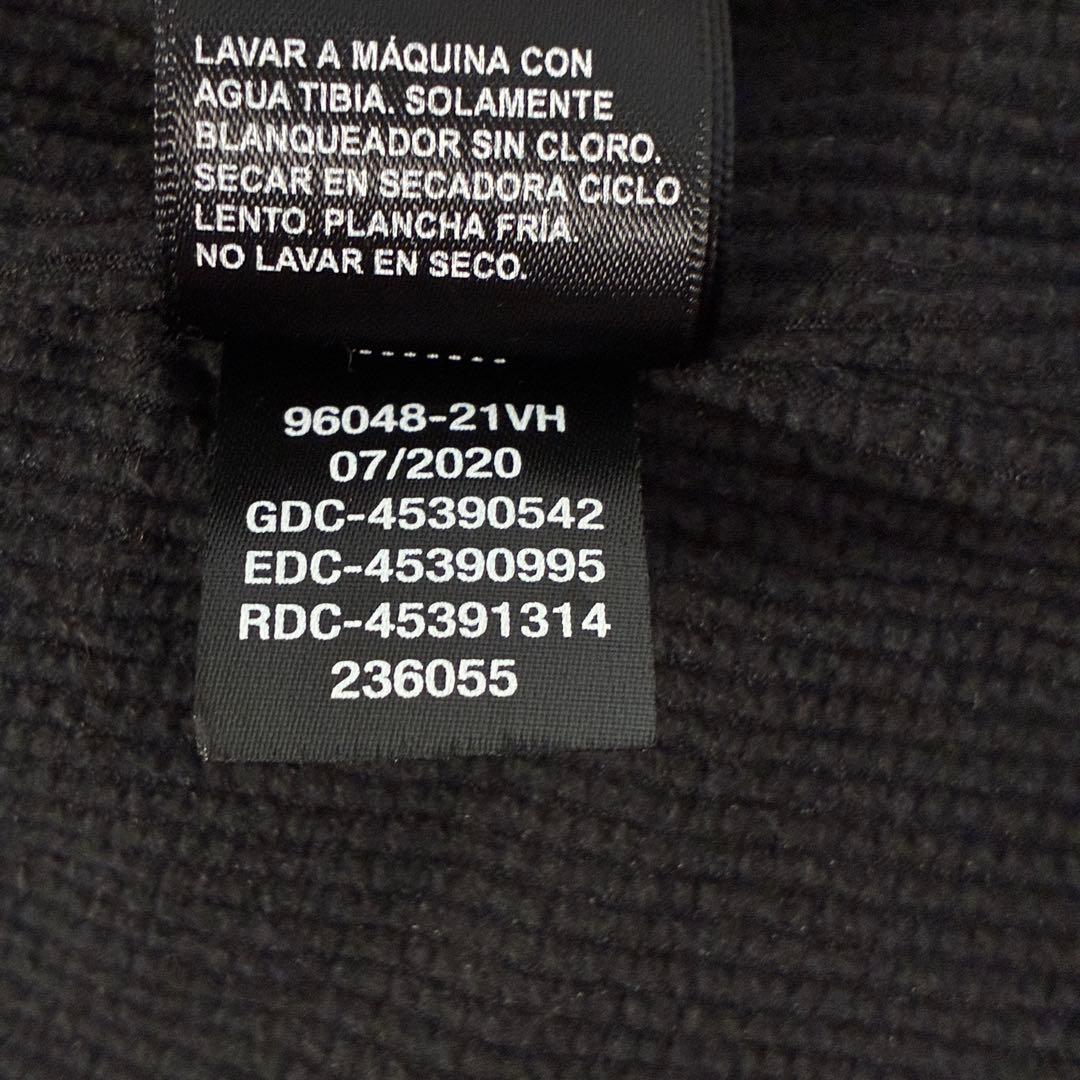 LAVAR A MÁQUINA CON
AGUA TIBIA. SOLAMENTE
BLANQUEADOR SIN CLORO.
SECAR EN SECADORA CICLO
LENTO. PLANCHA FRÍA.
NO LAVAR EN SECO.
96048-21VH
07/2020
GDC-45390542
EDC-45390995
RDC-45391314
236055